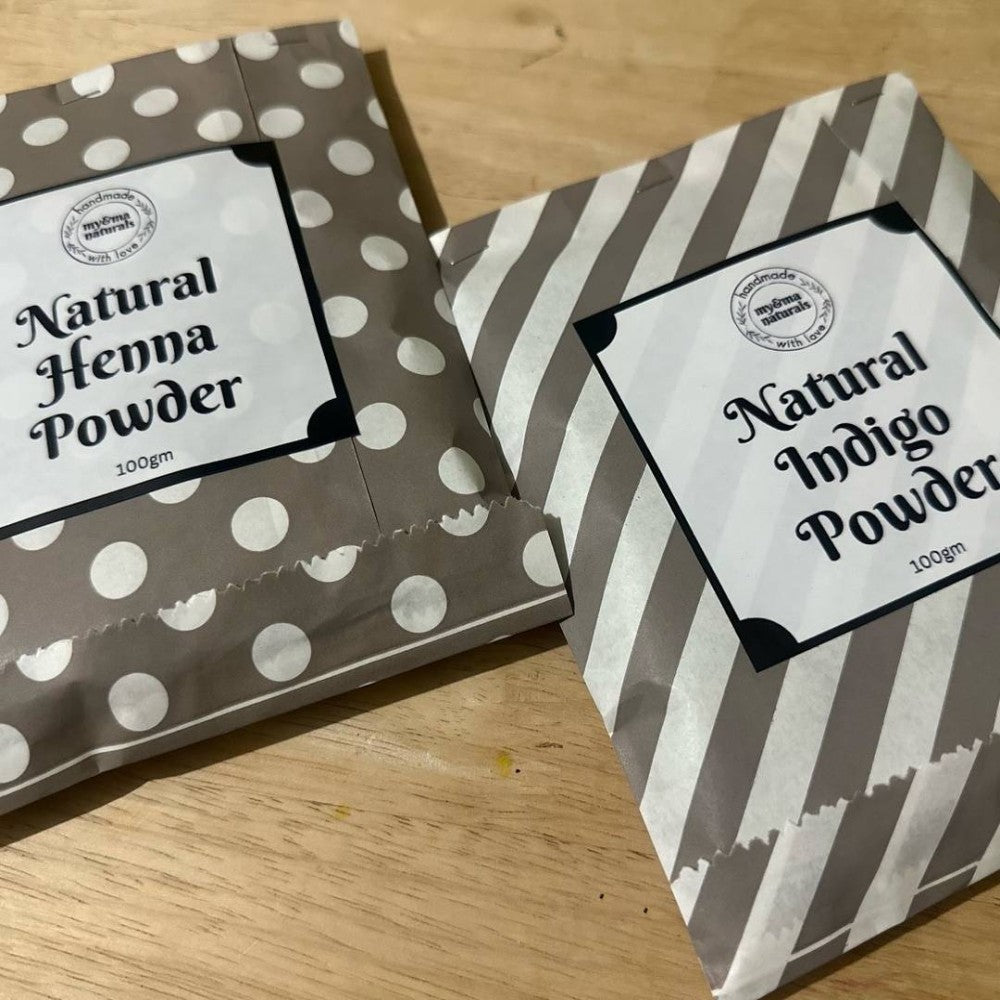 handmade
my&ma
naturals
with love
Natural
Henna
Powder
100gm
handmade
my&ma
naturals
with love
Natural
Indigo
Powder
100gm